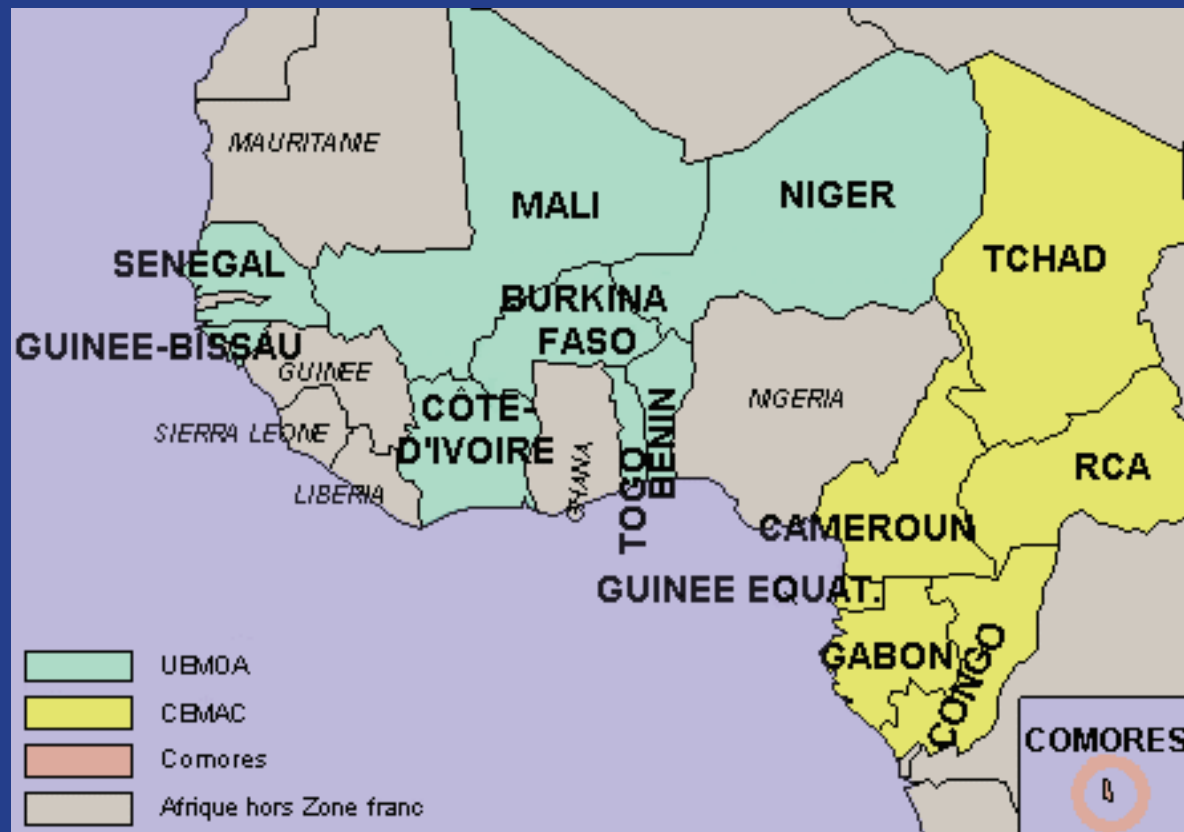 MAURITANIE
MALI
NIGER
TCHAD
SENEGAL
BURKINA
FASO
GUINEE-BISSAU
GUINEE
CÔTE-
D'IVOIRE
SIERRA LEONE
LIBERIA
GHANA
TOGO
BENIN
NIGERIA
RCA
CAMEROUN
GUINEE EQUAT.
GABON
CONGO
UEMOA
CEMAC
Comores
Afrique hors Zone franc
COMORES